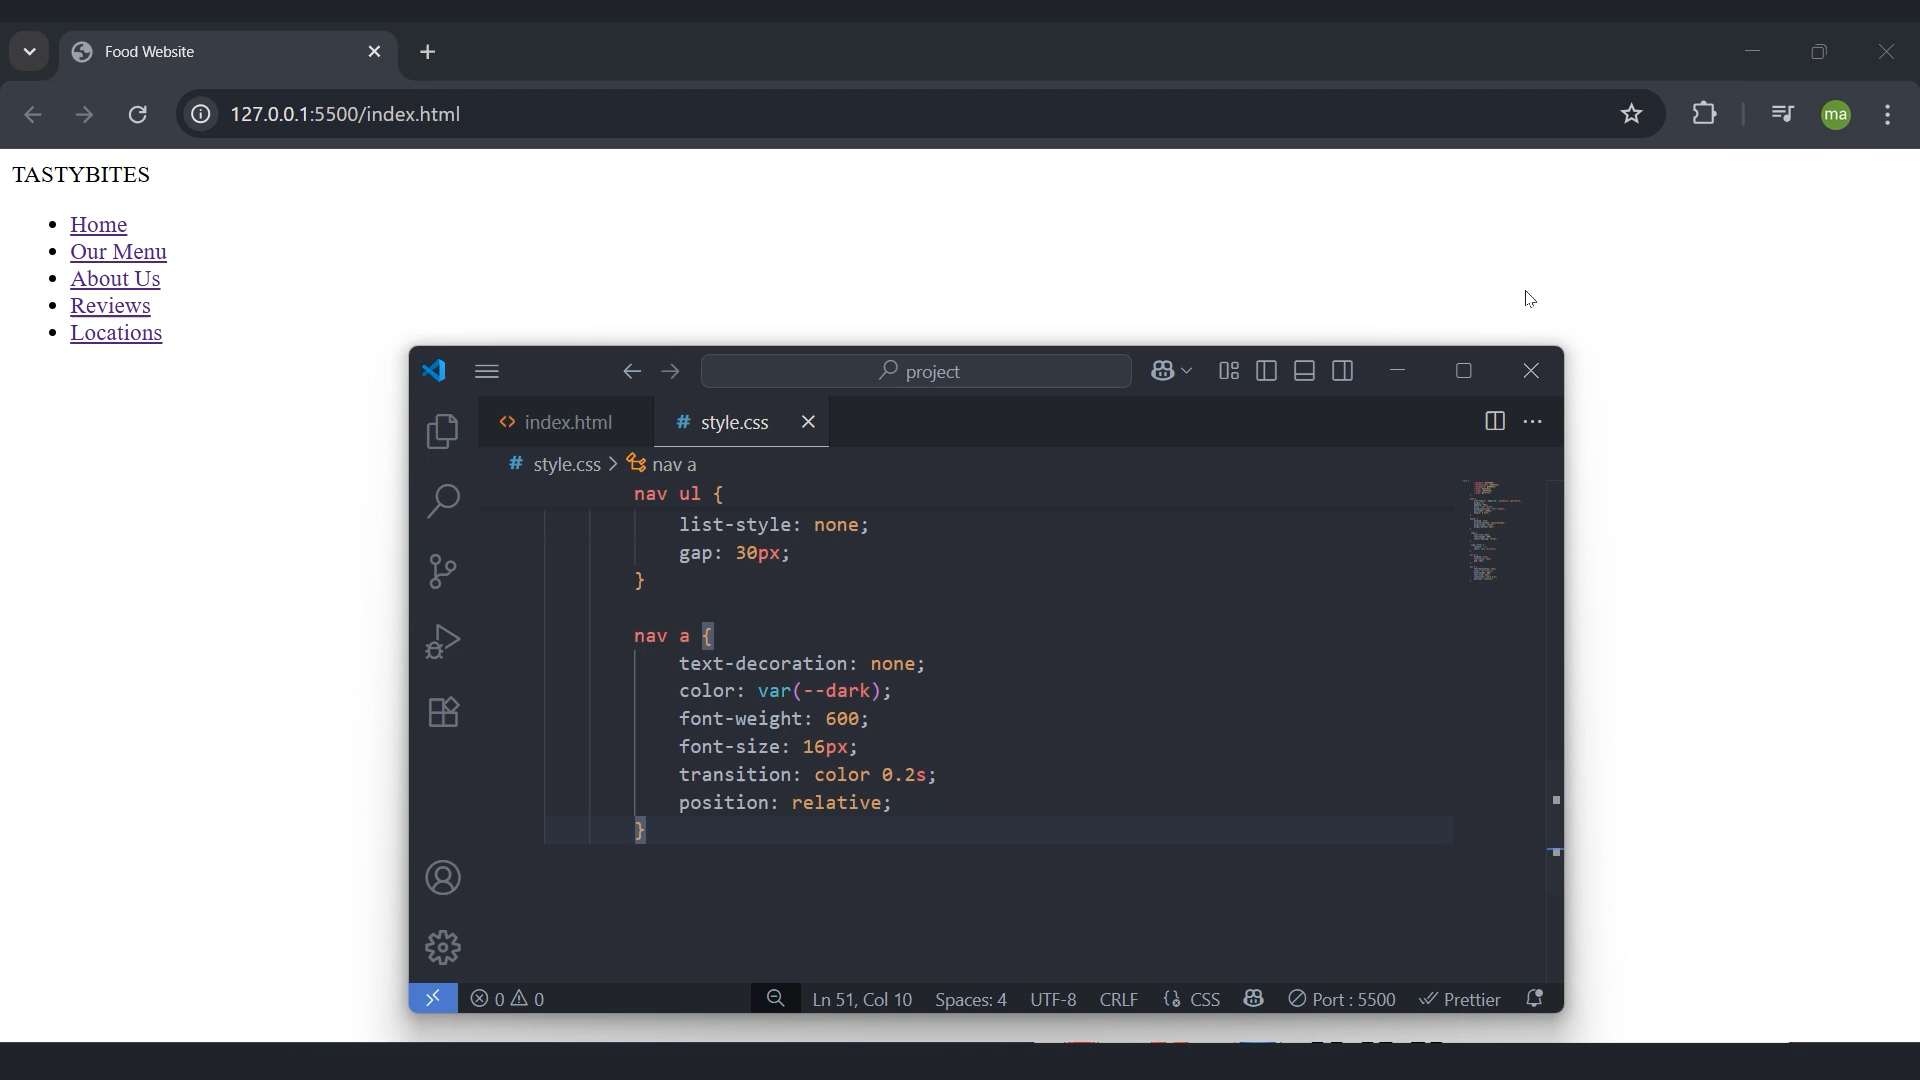 Food Website
127.0.0.1:5500/index.html
ma
TASTYBITES
Home
Our Menu
About Us
Reviews
Locations
project
index.html
# style.css
# style.css > nav a
nav ul {
list-style: none;
gap: 30px;
}
nav a {
text-decoration: none;
color: var(--dark);
font-weight: 600;
font-size: 16px;
transition: color 0.2s;
position: relative;
}
0 0 Ln 51, Col 10 Spaces: 4 UTF-8 CRLF CSS Port : 5500 Prettier